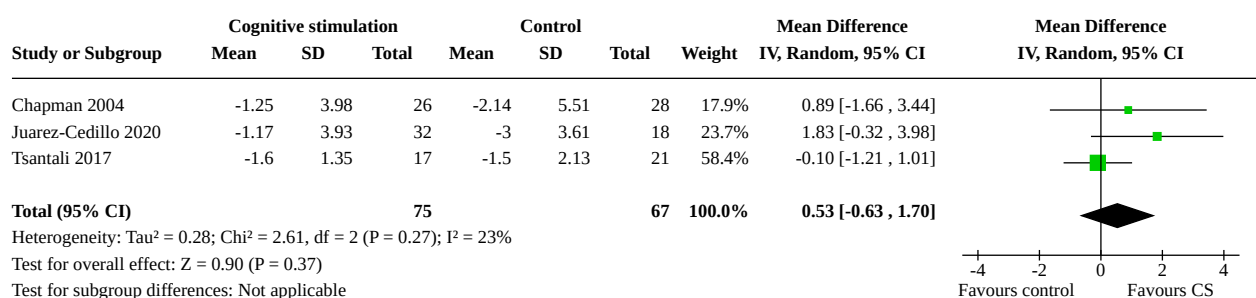 Cognitive stimulation Control Mean Difference Mean Difference
Study or Subgroup Mean SD Total Mean SD Total Weight IV, Random, 95% CI IV, Random, 95% CI
Chapman 2004 -1.25 3.98 26 -2.14 5.51 28 17.9% 0.89 [-1.66 , 3.44]
Juarez-Cedillo 2020 -1.17 3.93 32 -3 3.61 18 23.7% 1.83 [-0.32 , 3.98]
Tsantali 2017 -1.6 1.35 17 -1.5 2.13 21 58.4% -0.10 [-1.21 , 1.01]
Total (95% CI) 75 67 100.0% 0.53 [-0.63 , 1.70]
Heterogeneity: Tau² = 0.28; Chi² = 2.61, df = 2 (P = 0.27); I² = 23%
Test for overall effect: Z = 0.90 (P = 0.37)
-4 -2 0 2 4
Test for subgroup differences: Not applicable Favours control Favours CS